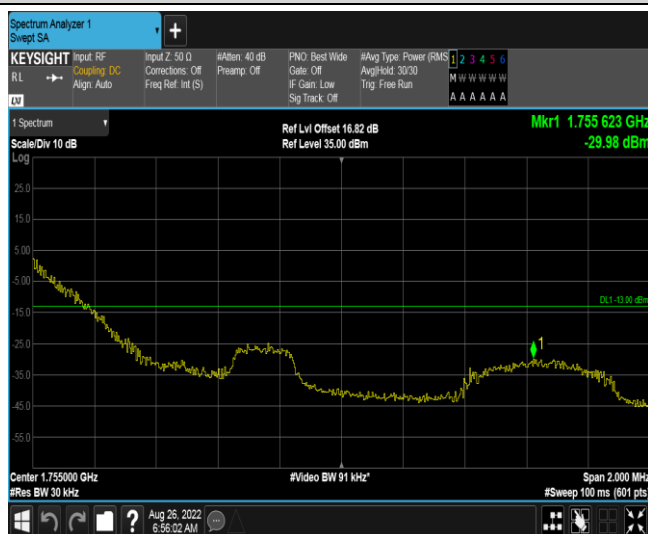 Spectrum Analyzer 1
Swept SA
KEYSIGHT
RL
Input: RF
Coupling: DC
Align: Auto
Input Z: 50 Ω
Corrections: Off
Freq Ref: Int (S)
#Atten: 40 dB
Preamp: Off
PNO: Best Wide
Gate: Off
IF Gain: Low
Sig Track: Off
#Avg Type: Power (RMS
Avg|Hold: 30/30
Trig: Free Run
1 2 3 4 5 6
M W W W W W
A A A A A A
1 Spectrum
Scale/Div 10 dB
Ref Lvl Offset 16.82 dB
Ref Level 35.00 dBm
Mkr1 1.755 623 GHz
-29.98 dBm
Log
25.0
15.0
5.00
-5.00
DL1 -13.00 dBm
-15.0
1
-25.0
-35.0
-45.0
-55.0
Center 1.755000 GHz
#Video BW 91 kHz*
Span 2.000 MHz
#Res BW 30 kHz
#Sweep 100 ms (601 pts)
?
Aug 26, 2022
6:56:02 AM